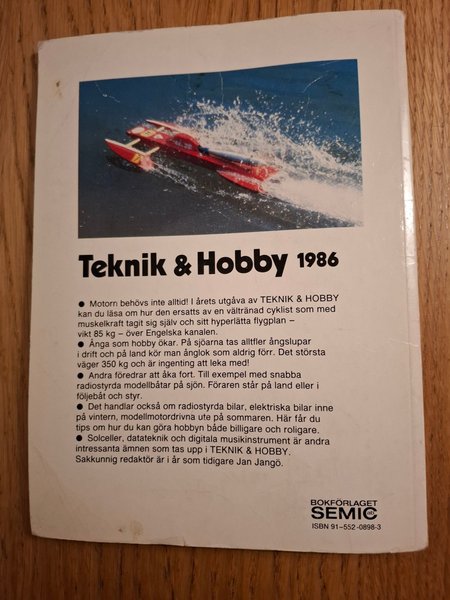 Teknik & Hobby 1986
● Motorn behövs inte alltid! I årets utgåva av TEKNIK & HOBBY
kan du läsa om hur den ersatts av en vältränad cyklist som med
muskelkraft tagit sig själv och sitt hyperlätta flygplan –
vikt 85 kg – över Engelska kanalen.
● Ånga som hobby ökar. På sjöarna tas alltfler ångslupar
i drift och på land kör man ånglok som aldrig förr. Det största
väger 350 kg och är ingenting att leka med!
● Andra föredrar att åka fort. Till exempel med snabba
radiostyrda modellbåtar på sjön. Föraren står på land eller i
följebåt och styr.
● Det handlar också om radiostyrda bilar, elektriska bilar inne
på vintern, modellmotordrivna ute på sommaren. Här får du
tips om hur du kan göra hobbyn både billigare och roligare.
● Solceller, datateknik och digitala musikinstrument är andra
intressanta ämnen som tas upp i TEKNIK & HOBBY.
Sakkunnig redaktör är i år som tidigare Jan Jangö.
BOKFÖRLAGET
SEMIC
ISBN 91–552-0898-3